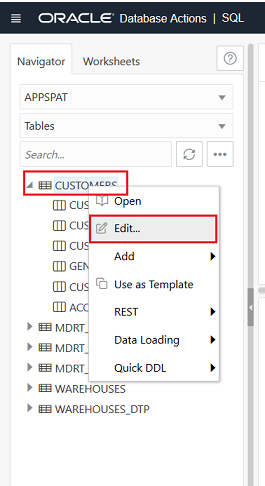 ORACLE Database Actions | SQL
Navigator Worksheets
APPSPAT
Tables
Search...
CUSTOMERS
CUS
Open
CUS
Edit...
CUS
GEN
Add
CUS
Use as Template
ACC
REST
MDRT_
MDRT_
Data Loading
MDRT_
Quick DDL
WAREHOUSES
WAREHOUSES_DTP